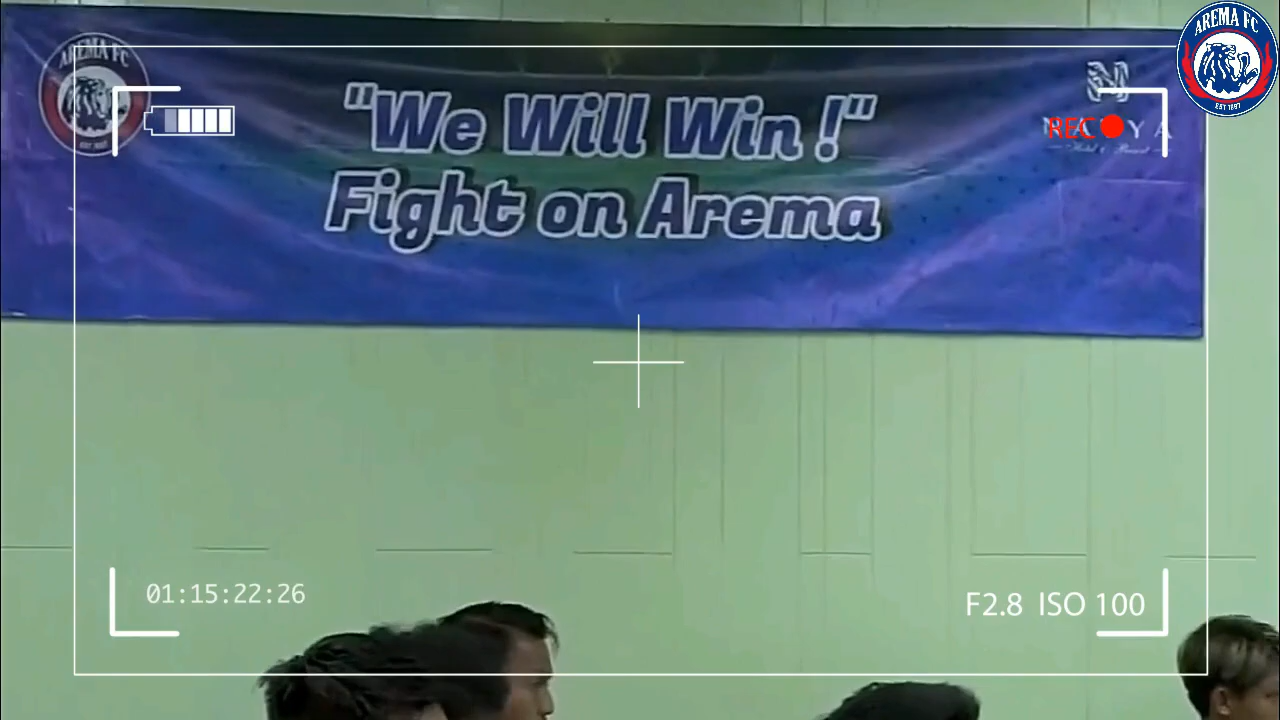 AREMA FC
EST 1987
AREMA FC
"We Will Win !"
Fight on Arema
REC
01:15:22:26
F2.8 ISO 100